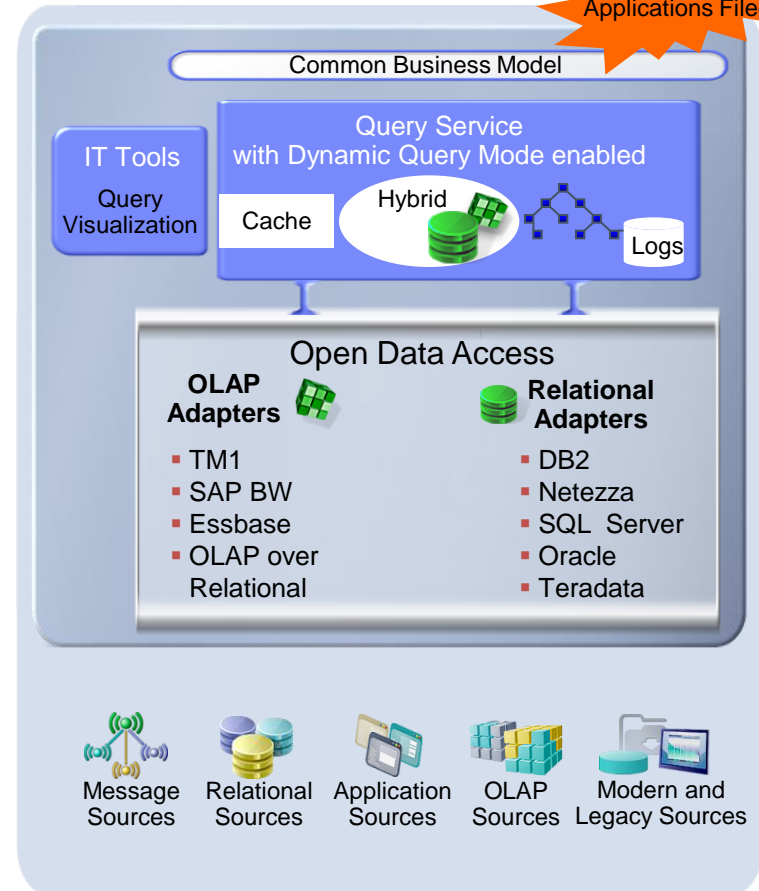 Applications File
Common Business Model
IT Tools
Query
Visualization
Query Service
with Dynamic Query Mode enabled
Cache
Hybrid
Logs
Open Data Access
OLAP
Adapters
TM1
SAP BW
Essbase
OLAP over
Relational
Relational
Adapters
DB2
Netezza
SQL Server
Oracle
Teradata
Message
Sources
Relational
Sources
Application
Sources
OLAP
Sources
Modern and
Legacy Sources